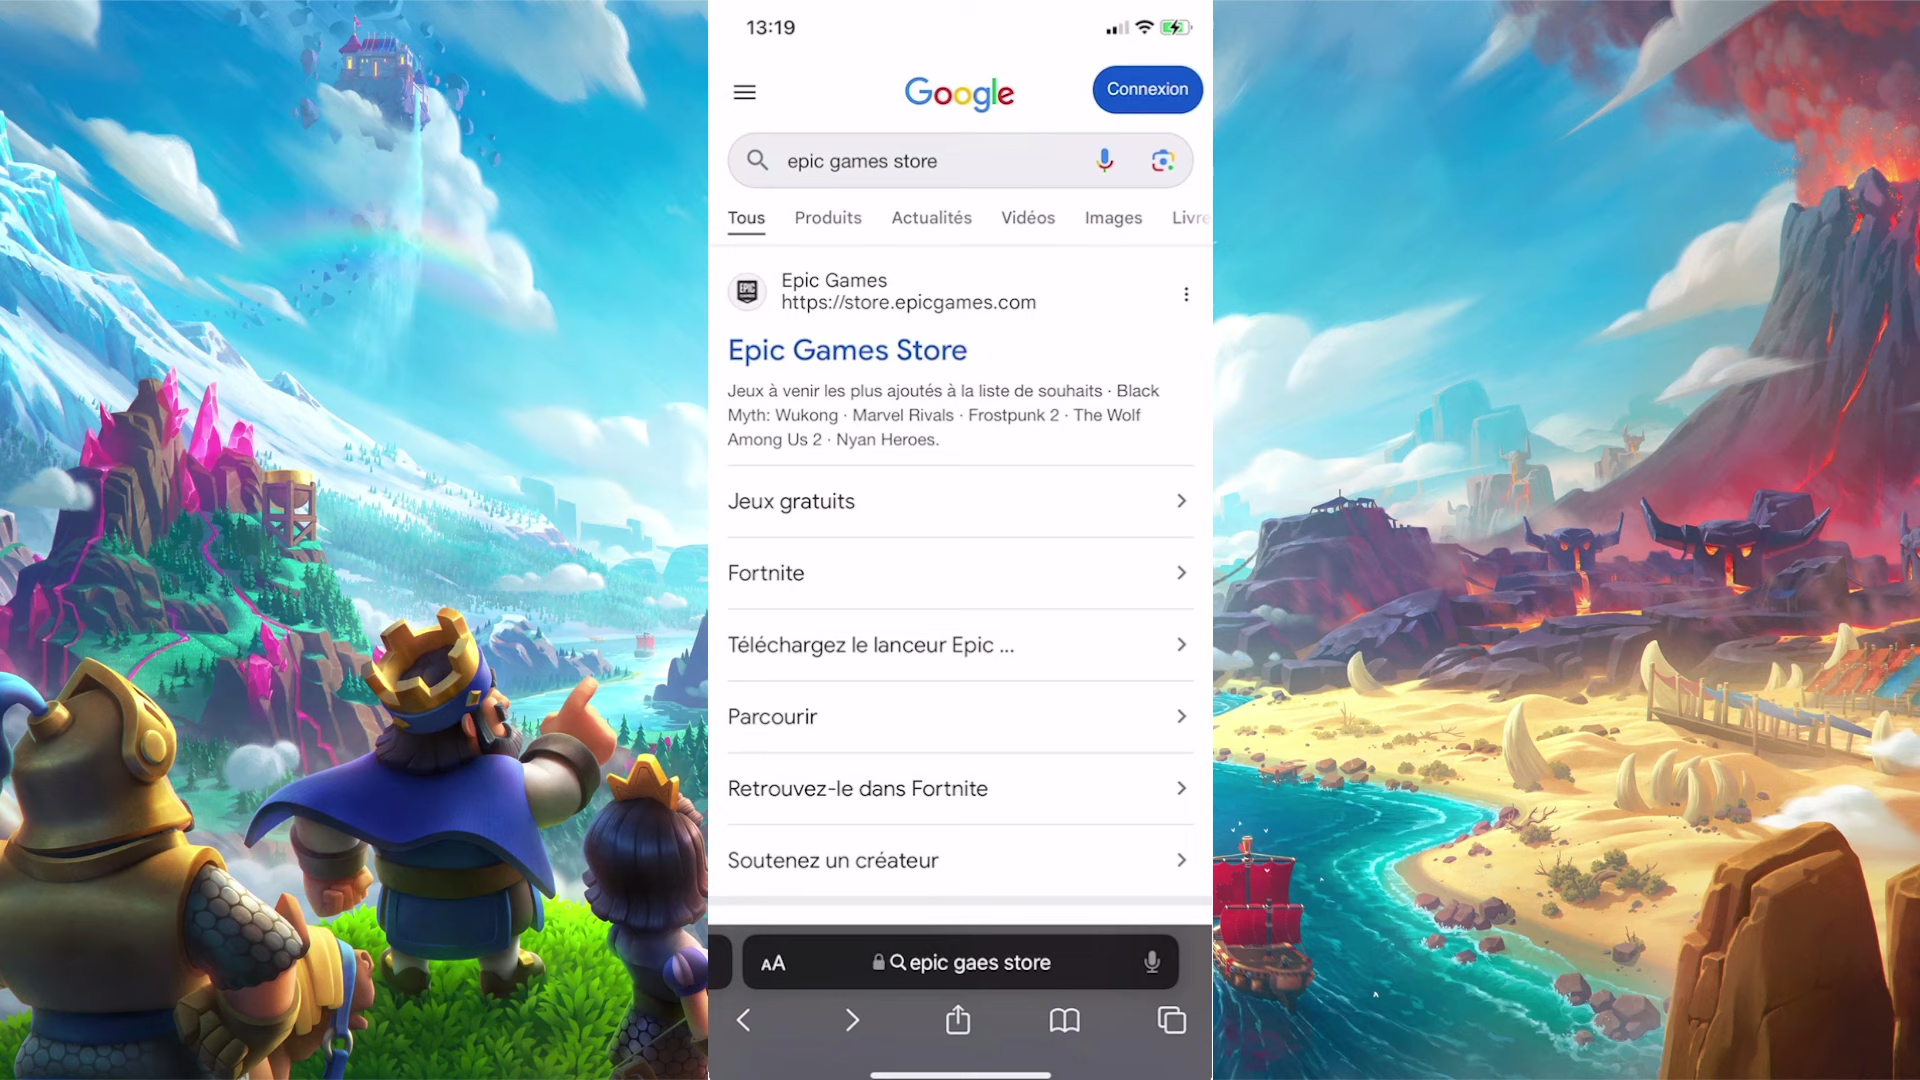 13:19
Google
Connexion
epic games store
Tous Produits Actualités Vidéos Images Livre
EPIC
GAMES
Epic Games
https://store.epicgames.com
Epic Games Store
Jeux à venir les plus ajoutés à la liste de souhaits · Black
Myth: Wukong · Marvel Rivals · Frostpunk 2 · The Wolf
Among Us 2 · Nyan Heroes.
Jeux gratuits
Fortnite
Téléchargez le lanceur Epic ...
Parcourir
Retrouvez-le dans Fortnite
Soutenez un créateur
AA epic gaes store